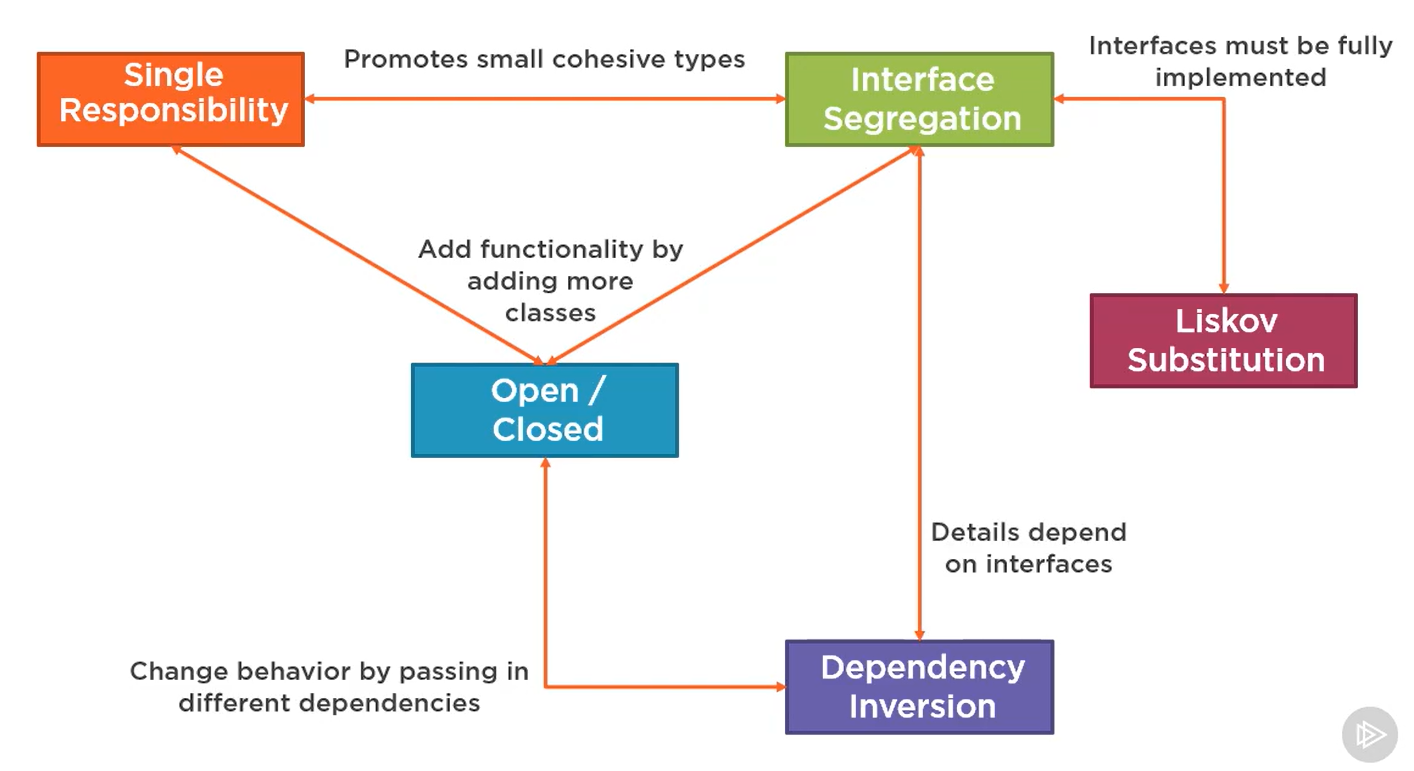 Single
Responsibility
Promotes small cohesive types
Interface
Segregation
Interfaces must be fully
implemented
Add functionality by
adding more
classes
Liskov
Substitution
Open /
Closed
Details depend
on interfaces
Change behavior by passing in
different dependencies
Dependency
Inversion